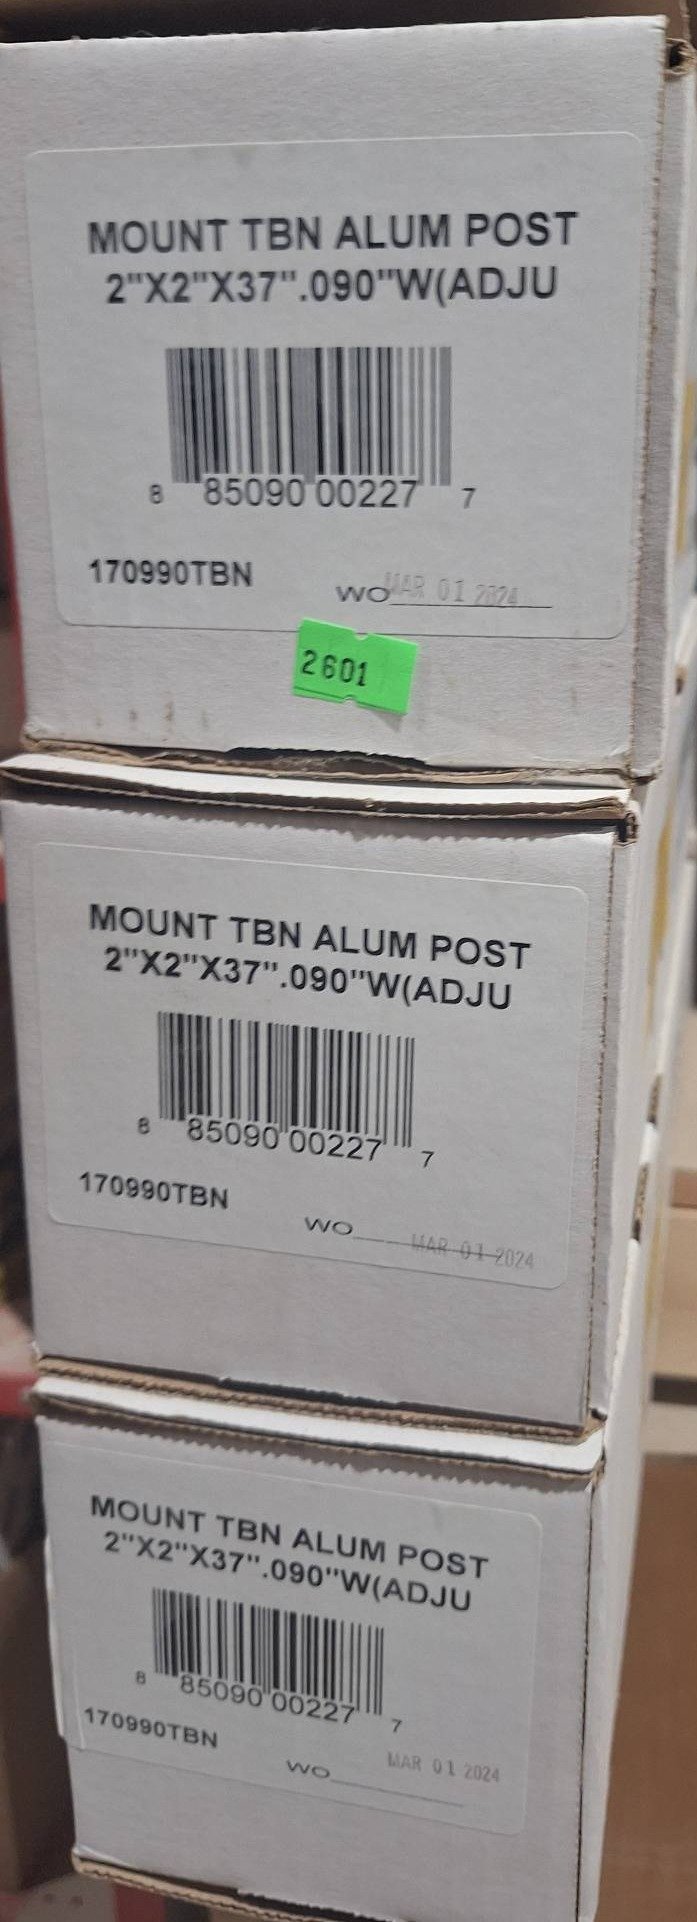 MOUNT TBN ALUM POST
2"X2"X37".090"W(ADJU
8 85090 00227 7
170990TBN
WO MAR 01 2024
2601
MOUNT TBN ALUM POST
2"X2"X37".090"W(ADJU
8 85090 00227 7
170990TBN
WO MAR 01 2024
MOUNT TBN ALUM POST
2"X2"X37".090"W(ADJU
8 85090 00227 7
170990TBN
WO MAR 01 2024